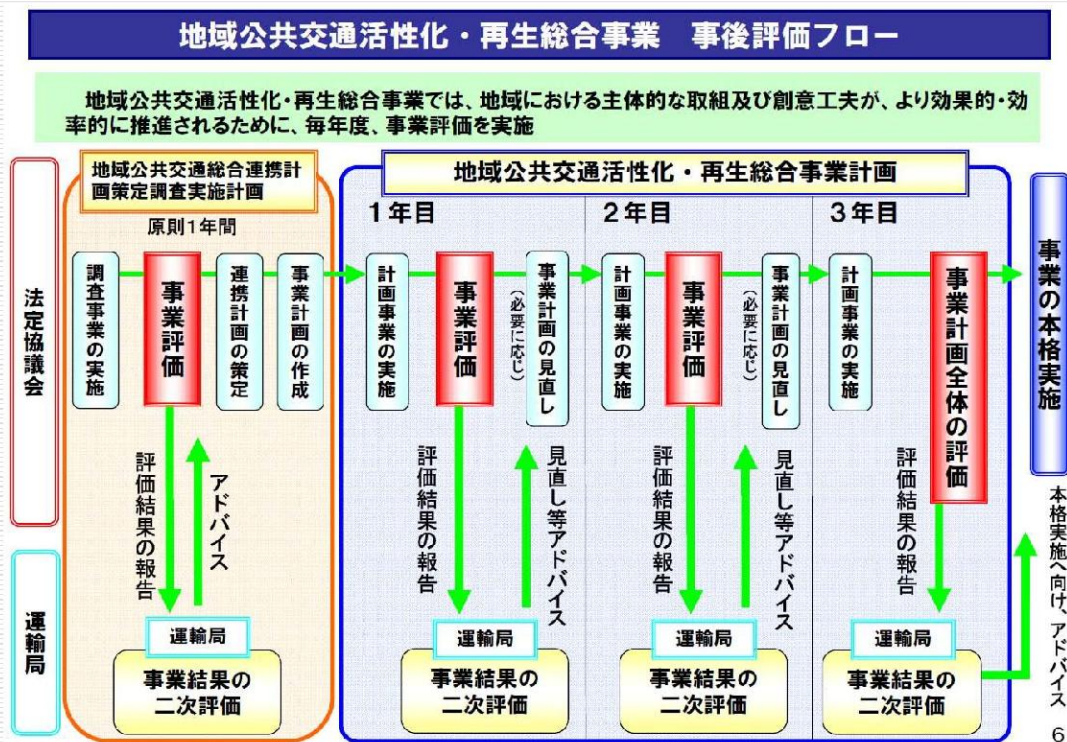 地域公共交通活性化・再生総合事業 事後評価フロー
地域公共交通活性化・再生総合事業では、地域における主体的な取組及び創意工夫が、より効果的・効
率的に推進されるために、毎年度、事業評価を実施
法定協議会
運輸局
地域公共交通総合連携計
画策定調査実施計画
原則1年間
調査事業の実施
事業評価
連携計画の策定
事業計画の作成
評価結果の報告
アドバイス
運輸局
事業結果の
二次評価
地域公共交通活性化・再生総合事業計画
1年目
計画事業の実施
事業評価
事業計画の見直し
(必要に応じ)
評価結果の報告
見直し等アドバイス
運輸局
事業結果の
二次評価
2年目
計画事業の実施
事業評価
事業計画の見直し
(必要に応じ)
評価結果の報告
見直し等アドバイス
運輸局
事業結果の
二次評価
3年目
計画事業の実施
事業計画全体の評価
評価結果の報告
運輸局
事業結果の
二次評価
事業の本格実施
本格実施へ向け、アドバイス
6